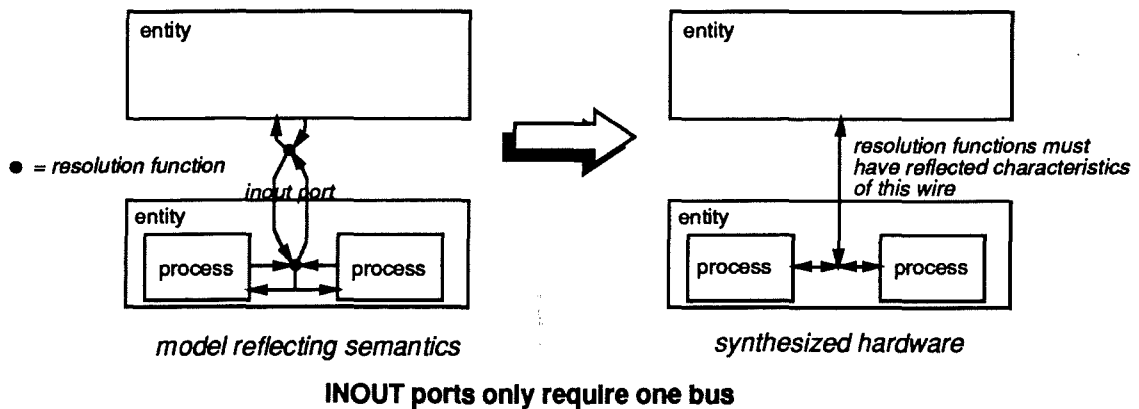 entity
entity
● = resolution function
inout port
resolution functions must
have reflected characteristics
of this wire
entity
process
process
entity
process
process
model reflecting semantics
synthesized hardware
INOUT ports only require one bus